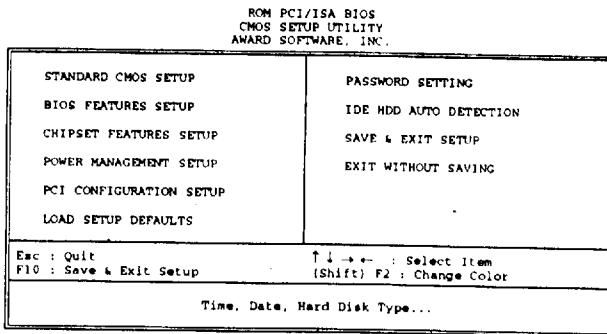 ROM PCI/ISA BIOS
CMOS SETUP UTILITY
AWARD SOFTWARE, INC.
STANDARD CMOS SETUP
BIOS FEATURES SETUP
CHIPSET FEATURES SETUP
POWER MANAGEMENT SETUP
PCI CONFIGURATION SETUP
LOAD SETUP DEFAULTS
PASSWORD SETTING
IDE HDD AUTO DETECTION
SAVE & EXIT SETUP
EXIT WITHOUT SAVING
Esc : Quit
F10 : Save & Exit Setup
↑ ↓ → ← : Select Item
(Shift) F2 : Change Color
Time, Date, Hard Disk Type...